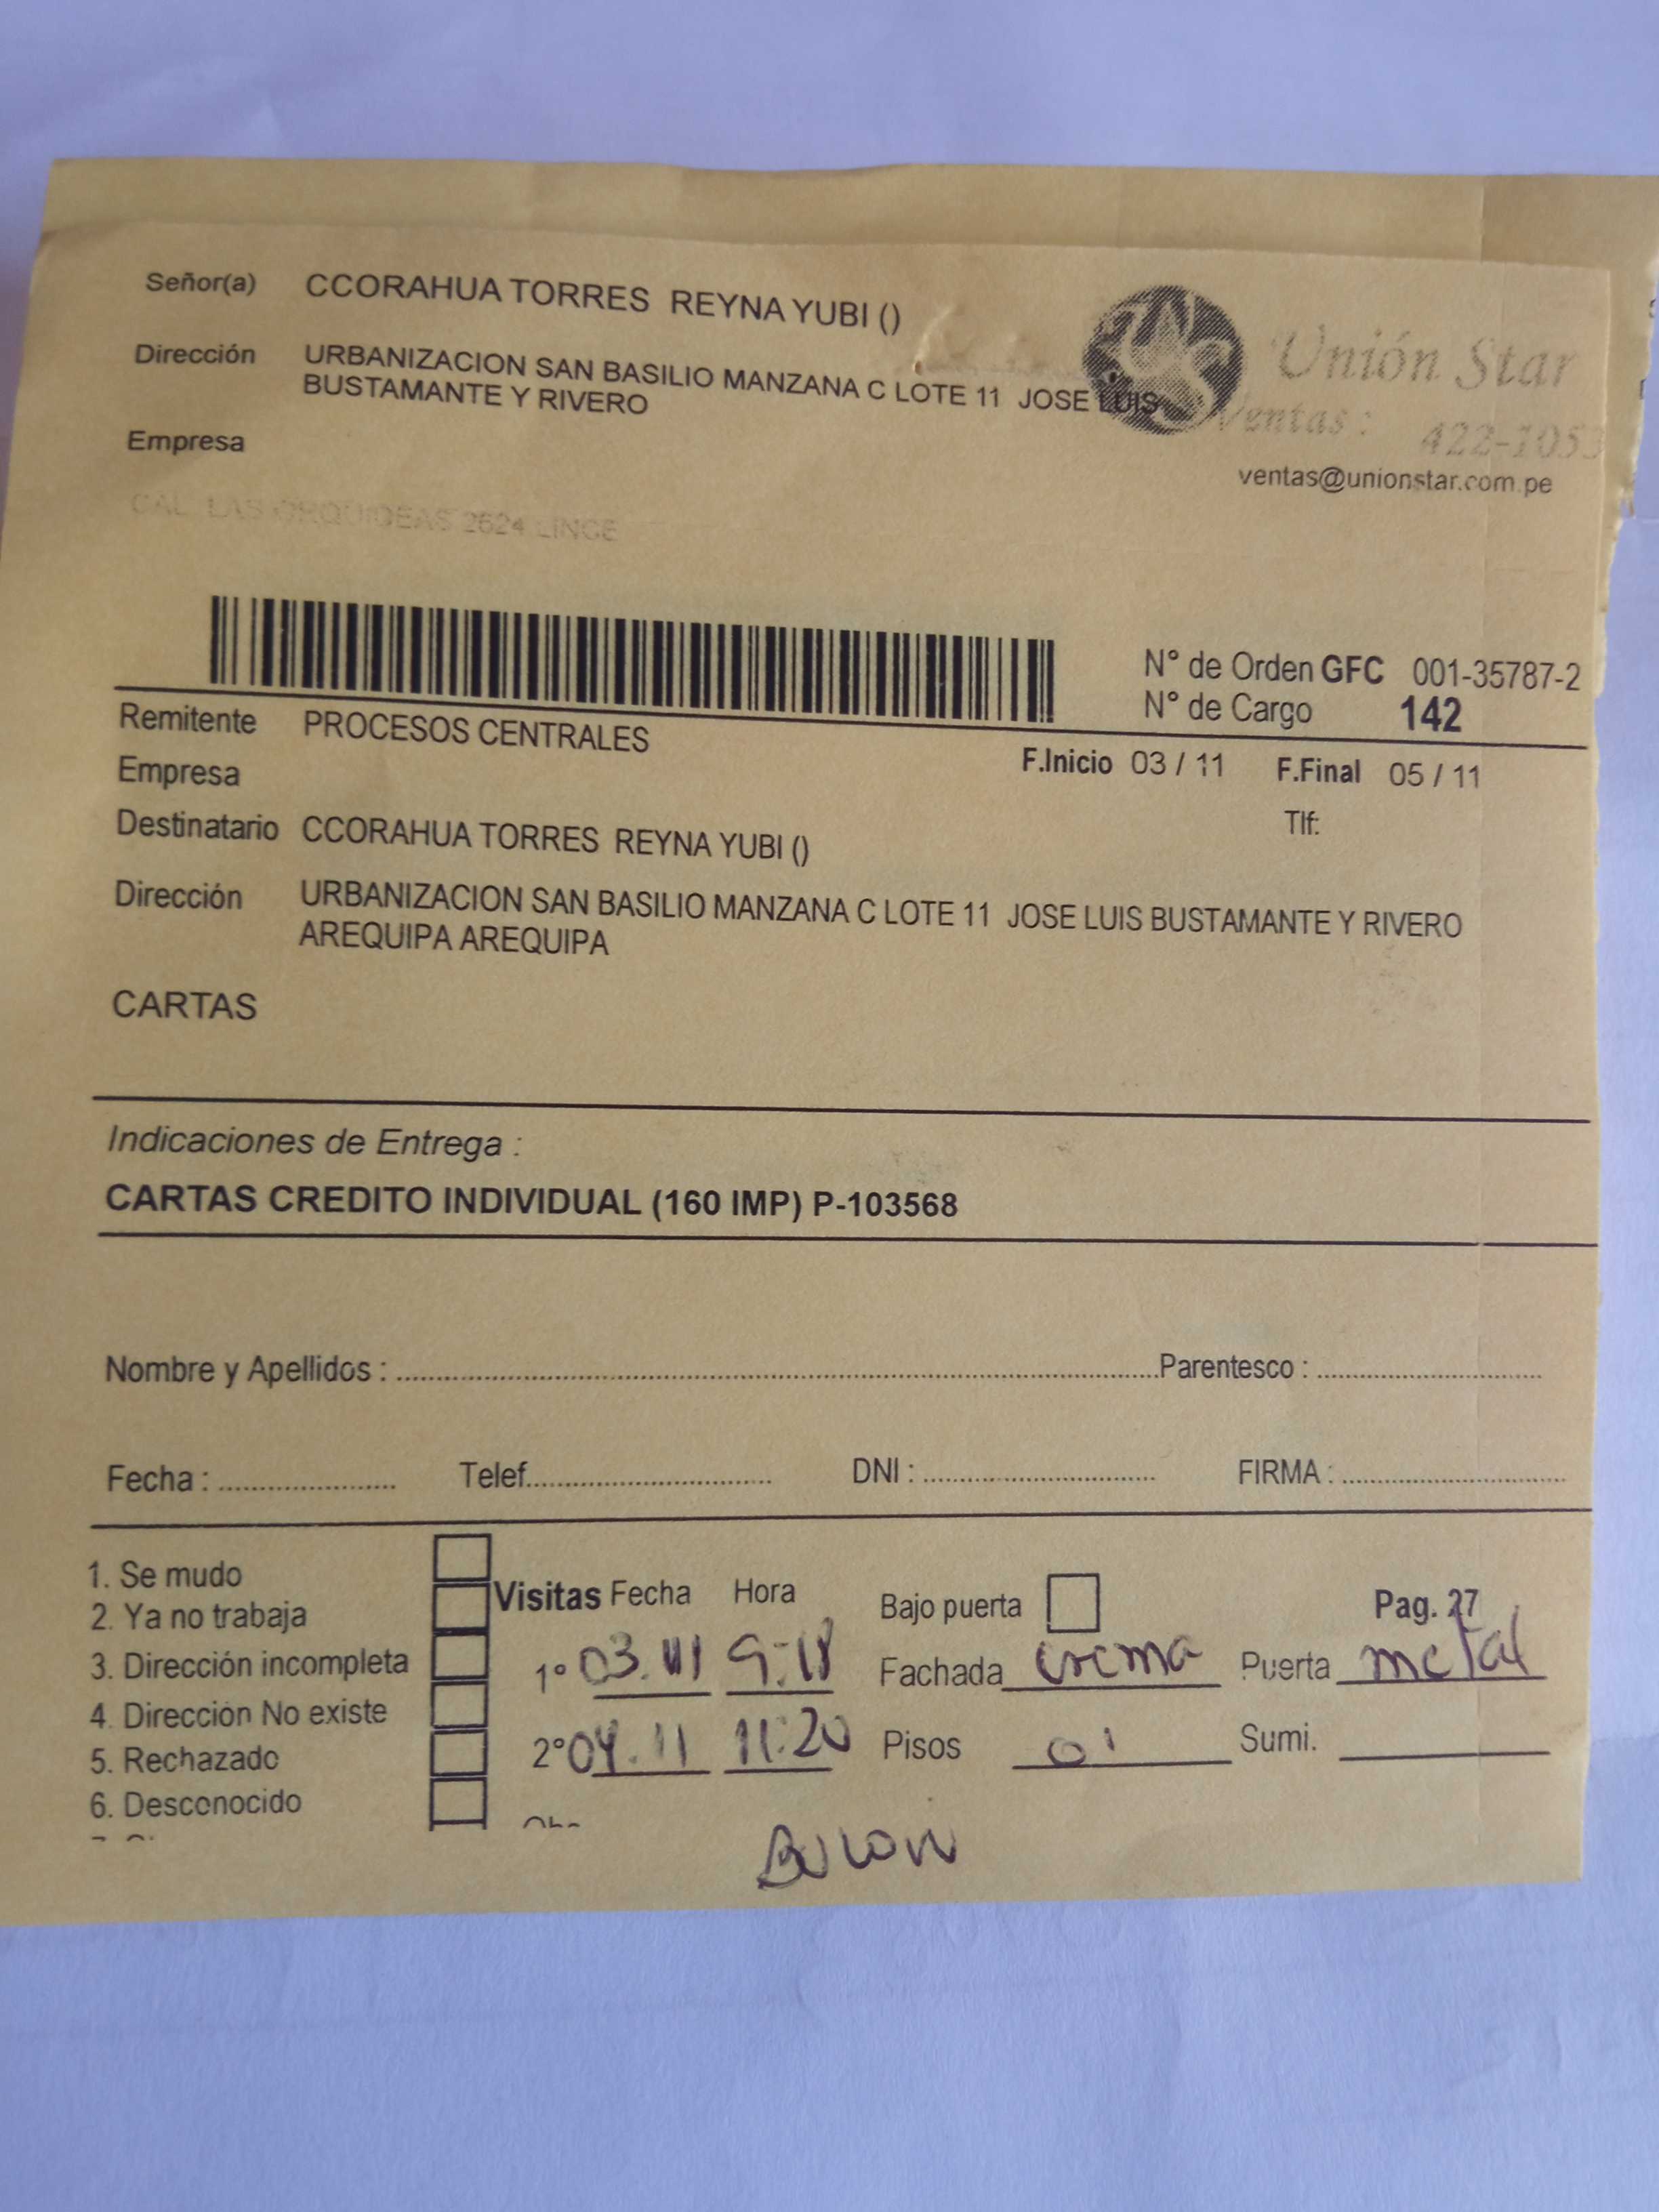 Señor(a) CCORAHUA TORRES REYNA YUBI ()
Dirección URBANIZACION SAN BASILIO MANZANA C LOTE 11 JOSE LUIS
BUSTAMANTE Y RIVERO
Empresa
Unión Star
Ventas : 422-1053
ventas@unionstar.com.pe
CAL. LAS ORQUIDEAS 2624 LINCE
N° de Orden GFC 001-35787-2
N° de Cargo 142
Remitente PROCESOS CENTRALES
Empresa
F.Inicio 03 / 11 F.Final 05 / 11
Destinatario CCORAHUA TORRES REYNA YUBI ()
Tlf:
Dirección URBANIZACION SAN BASILIO MANZANA C LOTE 11 JOSE LUIS BUSTAMANTE Y RIVERO
AREQUIPA AREQUIPA
CARTAS
Indicaciones de Entrega :
CARTAS CREDITO INDIVIDUAL (160 IMP) P-103568
Nombre y Apellidos : Parentesco :
Fecha : Telef. DNI : FIRMA :
1. Se mudo
2. Ya no trabaja
3. Dirección incompleta
4. Dirección No existe
5. Rechazado
6. Desconocido
Visitas Fecha Hora
1° 03. 11 9:18
2° 04. 11 11:20
Bajo puerta Pag. 27
Fachada crema Puerta metal
Pisos 01 Sumi.